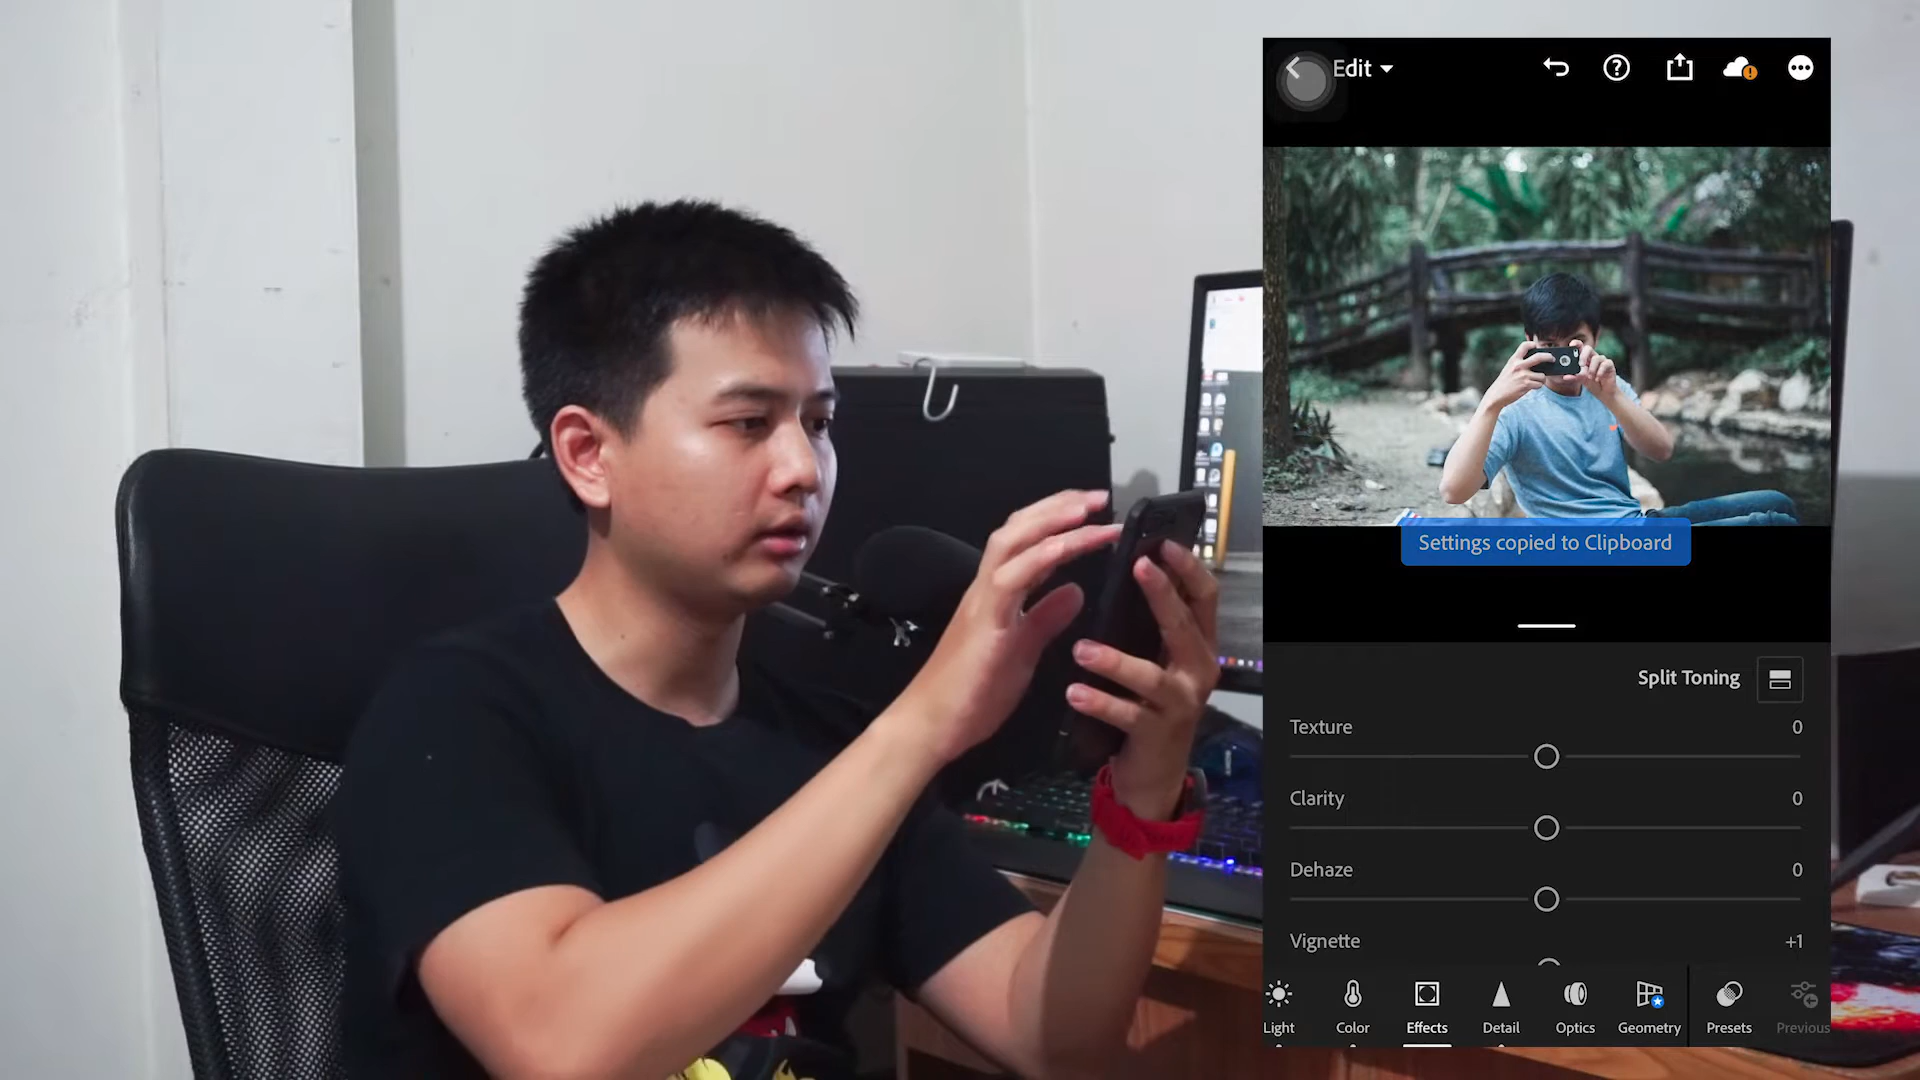 Edit
Settings copied to Clipboard
Split Toning
Texture 0
Clarity 0
Dehaze 0
Vignette +1
Light Color Effects Detail Optics Geometry Presets Previous